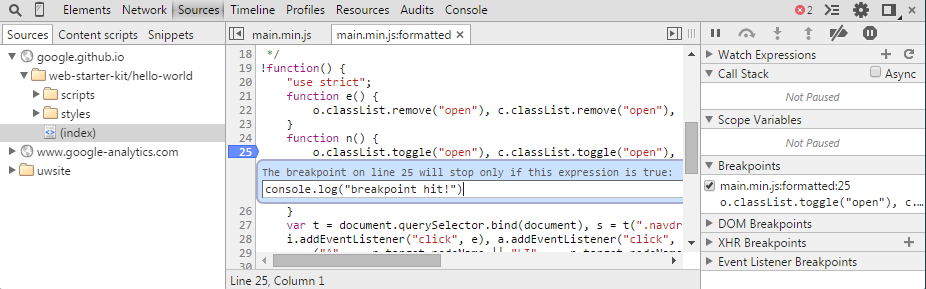 Elements Network Sources Timeline Profiles Resources Audits Console 2
Sources Content scripts Snippets
main.min.js main.min.js:formatted
google.github.io
web-starter-kit/hello-world
scripts
styles
(index)
www.google-analytics.com
uwsite
18 */
19 !function() {
20 "use strict";
21 function e() {
22 o.classList.remove("open"), c.classList.remove("open"),
23 }
24 function n() {
25 o.classList.toggle("open"), c.classList.toggle("open"),
The breakpoint on line 25 will stop only if this expression is true:
console.log("breakpoint hit!")
26 }
27 var t = document.querySelector.bind(document), s = t(".navdr
28 i.addEventListener("click", e), a.addEventListener("click",
Line 25, Column 1
Watch Expressions
Call Stack Async
Not Paused
Scope Variables
Not Paused
Breakpoints
main.min.js:formatted:25
o.classList.toggle("open"), c.…
DOM Breakpoints
XHR Breakpoints
Event Listener Breakpoints